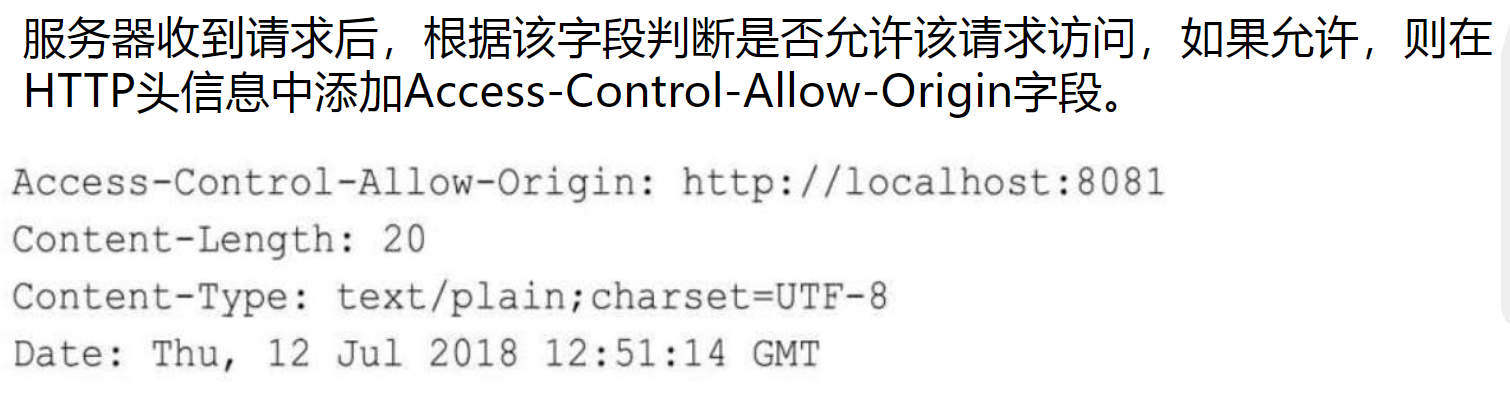 服务器收到请求后，根据该字段判断是否允许该请求访问，如果允许，则在
HTTP头信息中添加Access-Control-Allow-Origin字段。
Access-Control-Allow-Origin: http://localhost:8081
Content-Length: 20
Content-Type: text/plain;charset=UTF-8
Date: Thu, 12 Jul 2018 12:51:14 GMT